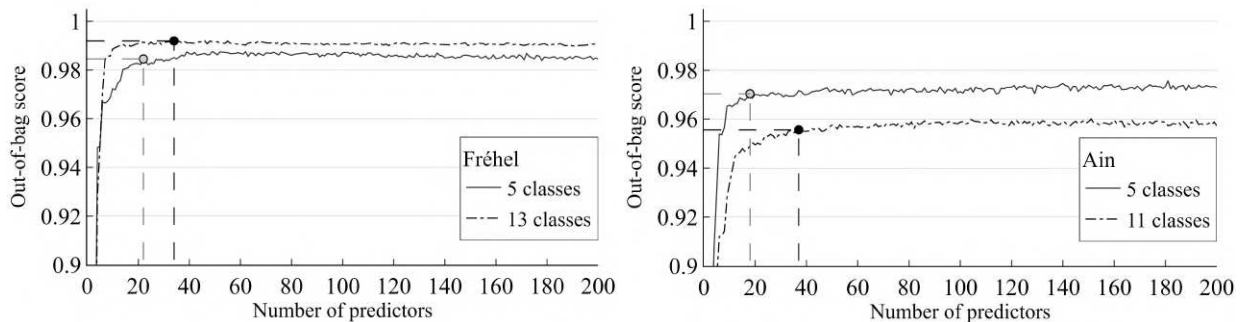 1
0.98
0.96
0.94
0.92
0.9
Out-of-bag score
Fréhel
5 classes
13 classes
0 20 40 60 80 100 120 140 160 180 200
Number of predictors
1
0.98
0.96
0.94
0.92
0.9
Out-of-bag score
Ain
5 classes
11 classes
0 20 40 60 80 100 120 140 160 180 200
Number of predictors